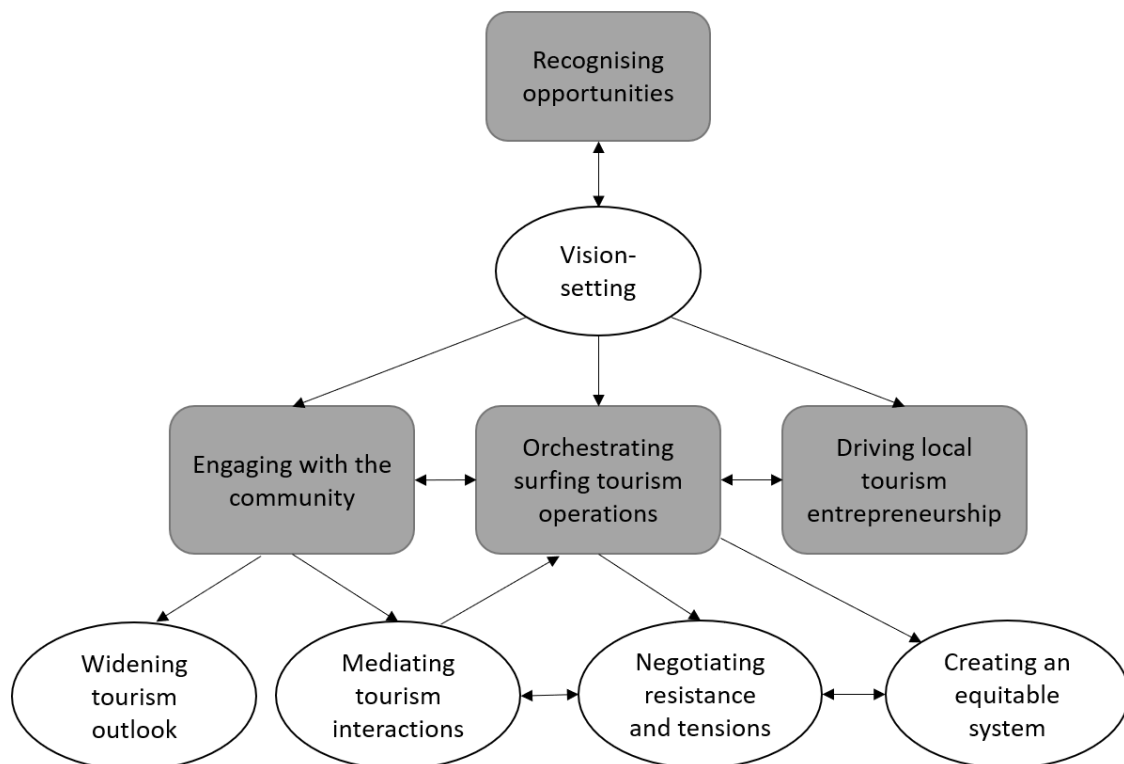 Recognising
opportunities
Vision-
setting
Engaging with the
community
Orchestrating
surfing tourism
operations
Driving local
tourism
entrepreneurship
Widening
tourism
outlook
Mediating
tourism
interactions
Negotiating
resistance
and tensions
Creating an
equitable
system